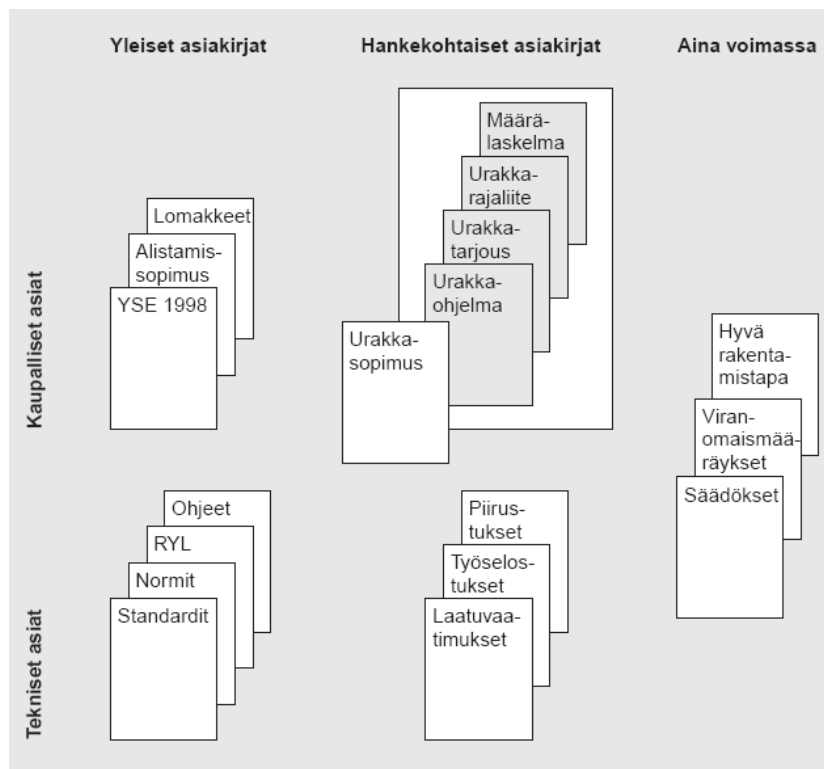 Yleiset asiakirjat
Hankekohtaiset asiakirjat
Aina voimassa
Kaupalliset asiat
Lomakkeet
Alistamis-
sopimus
YSE 1998
Määrä-
laskelma
Urakka-
rajaliite
Urakka-
tarjous
Urakka-
ohjelma
Urakka-
sopimus
Hyvä
rakenta-
mistapa
Viran-
omaismää-
räykset
Säädökset
Tekniset asiat
Ohjeet
RYL
Normit
Standardit
Piirus-
tukset
Työselos-
tukset
Laatuvaa-
timukset